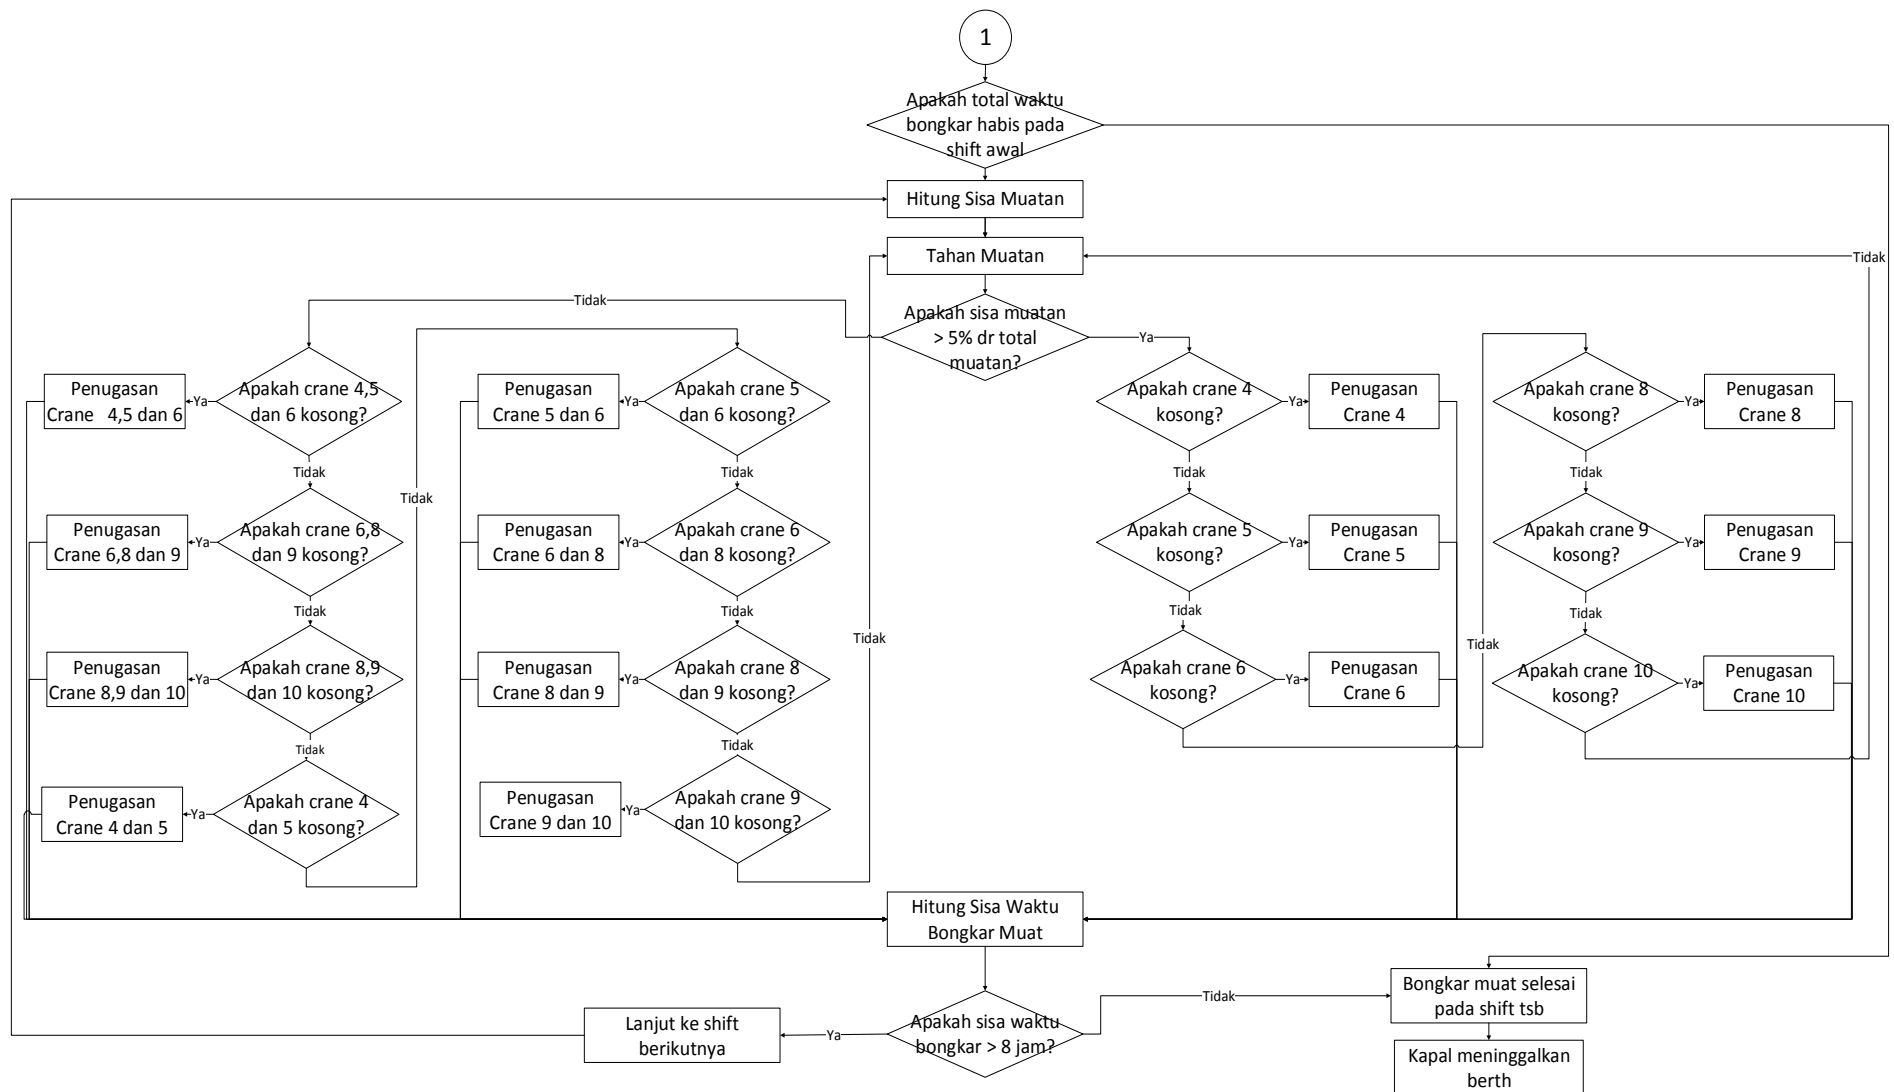 1
Apakah total waktu
bongkar habis pada
shift awal
Hitung Sisa Muatan
Tahan Muatan
Tidak
Tidak
Apakah sisa muatan
> 5% dr total
muatan?
Ya
Penugasan
Crane 4,5 dan 6
Ya
Apakah crane 4,5
dan 6 kosong?
Tidak
Penugasan
Crane 6,8 dan 9
Ya
Apakah crane 6,8
dan 9 kosong?
Tidak
Penugasan
Crane 8,9 dan 10
Ya
Apakah crane 8,9
dan 10 kosong?
Tidak
Penugasan
Crane 4 dan 5
Ya
Apakah crane 4
dan 5 kosong?
Tidak
Penugasan
Crane 5 dan 6
Ya
Apakah crane 5
dan 6 kosong?
Tidak
Penugasan
Crane 6 dan 8
Ya
Apakah crane 6
dan 8 kosong?
Tidak
Penugasan
Crane 8 dan 9
Ya
Apakah crane 8
dan 9 kosong?
Tidak
Penugasan
Crane 9 dan 10
Ya
Apakah crane 9
dan 10 kosong?
Tidak
Apakah crane 4
kosong?
Ya
Penugasan
Crane 4
Tidak
Apakah crane 5
kosong?
Ya
Penugasan
Crane 5
Tidak
Apakah crane 6
kosong?
Ya
Penugasan
Crane 6
Tidak
Apakah crane 8
kosong?
Ya
Penugasan
Crane 8
Tidak
Apakah crane 9
kosong?
Ya
Penugasan
Crane 9
Tidak
Apakah crane 10
kosong?
Ya
Penugasan
Crane 10
Hitung Sisa Waktu
Bongkar Muat
Apakah sisa waktu
bongkar > 8 jam?
Ya
Lanjut ke shift
berikutnya
Tidak
Bongkar muat selesai
pada shift tsb
Kapal meninggalkan
berth